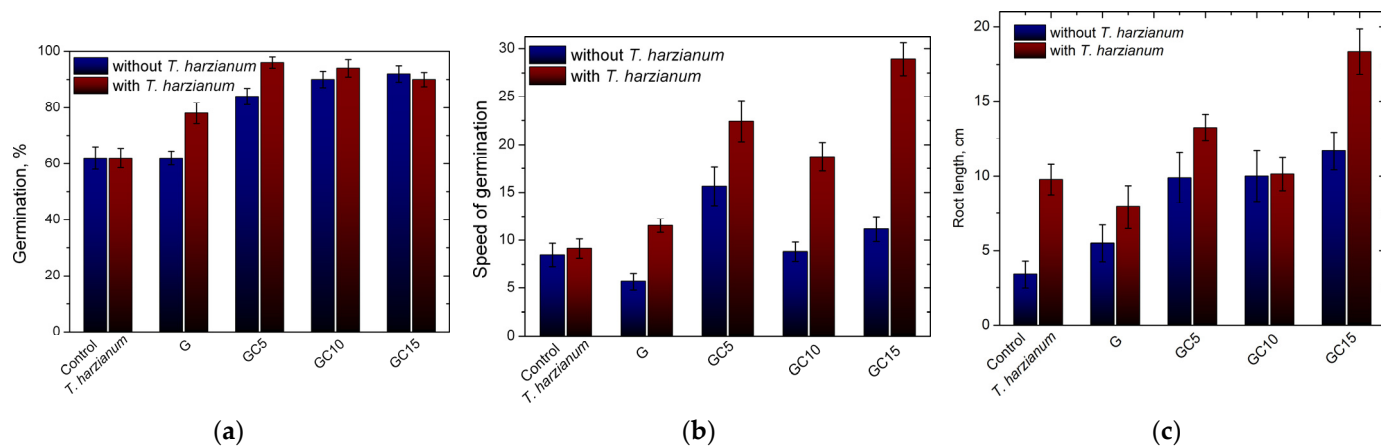 without T. harzianum
with T. harzianum
Germination, %
100
80
60
40
20
0
Control
T. harzianum
G
GC5
GC10
GC15
(a)
without T. harzianum
with T. harzianum
Speed of germination
30
25
20
15
10
5
0
Control
T. harzianum
G
GC5
GC10
GC15
(b)
without T. harzianum
with T. harzianum
Roct length, cm
20
15
10
5
0
Control
T. harzianum
G
GC5
GC10
GC15
(c)